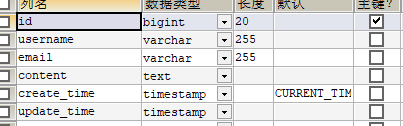 列名 数据类型 长度 默认 主键?
id bigint 20
username varchar 255
email varchar 255
content text
create_time timestamp CURRENT_TIM
update_time timestamp